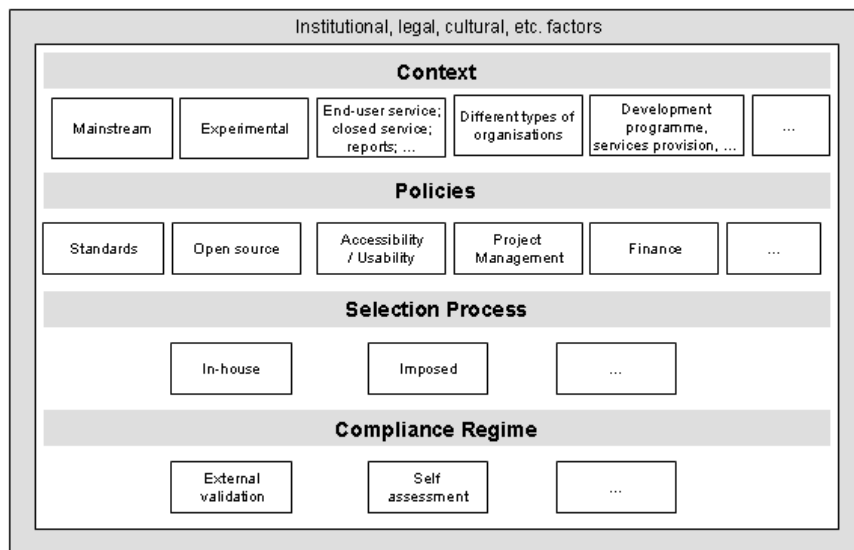 Institutional, legal, cultural, etc. factors
Context
Mainstream
Experimental
End-user service;
closed service;
reports; ...
Different types of
organisations
Development
programme,
services provision, ...
...
Policies
Standards
Open source
Accessibility
/ Usability
Project
Management
Finance
...
Selection Process
In-house
Imposed
...
Compliance Regime
External
validation
Self
assessment
...